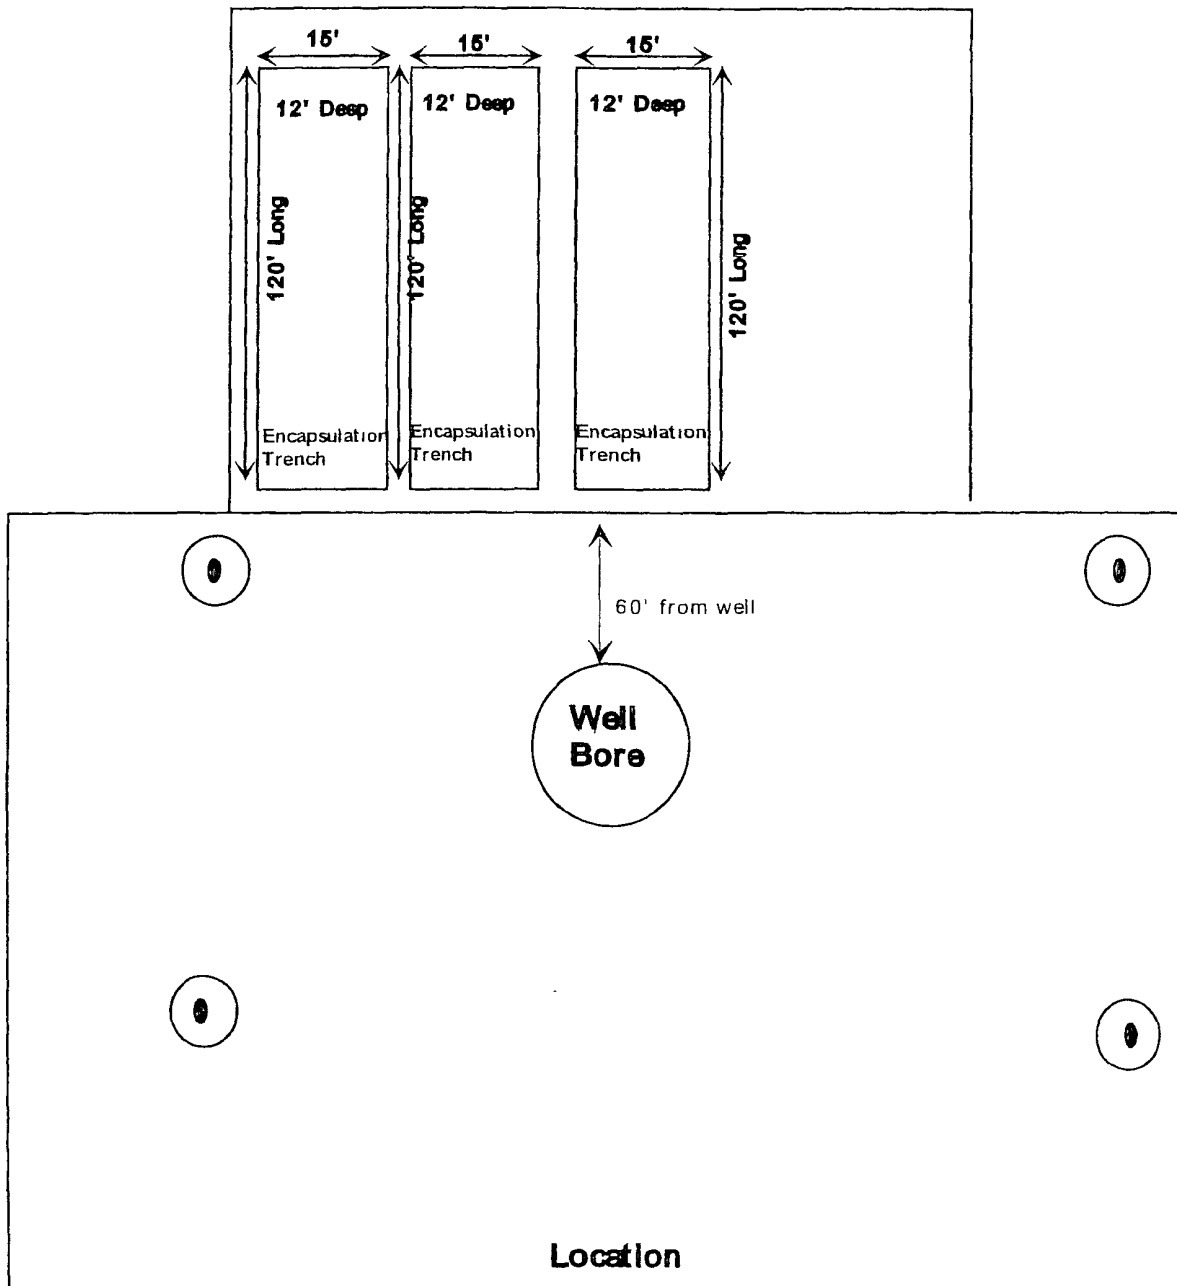 15'
15'
15'
12' Deep
12' Deep
12' Deep
120' Long
120' Long
120' Long
Encapsulation
Trench
Encapsulation
Trench
Encapsulation
Trench
60' from well
Well
Bore
Location